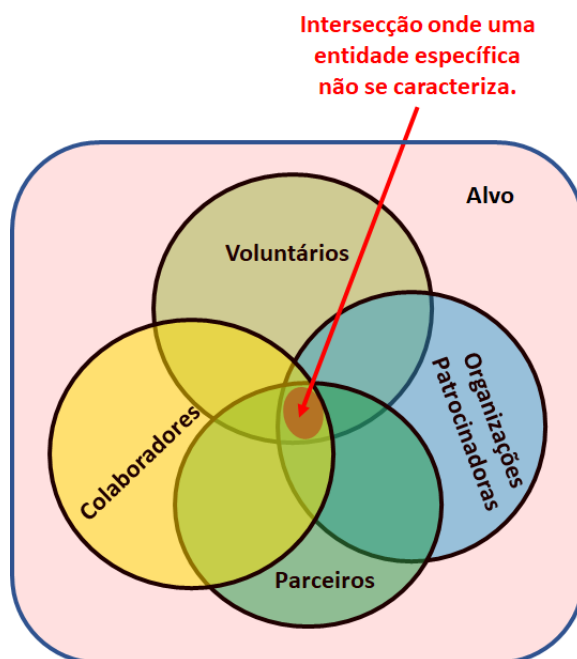 Intersecção onde uma
entidade específica
não se caracteriza.
Alvo
Voluntários
Organizações
Patrocinadoras
Colaboradores
Parceiros